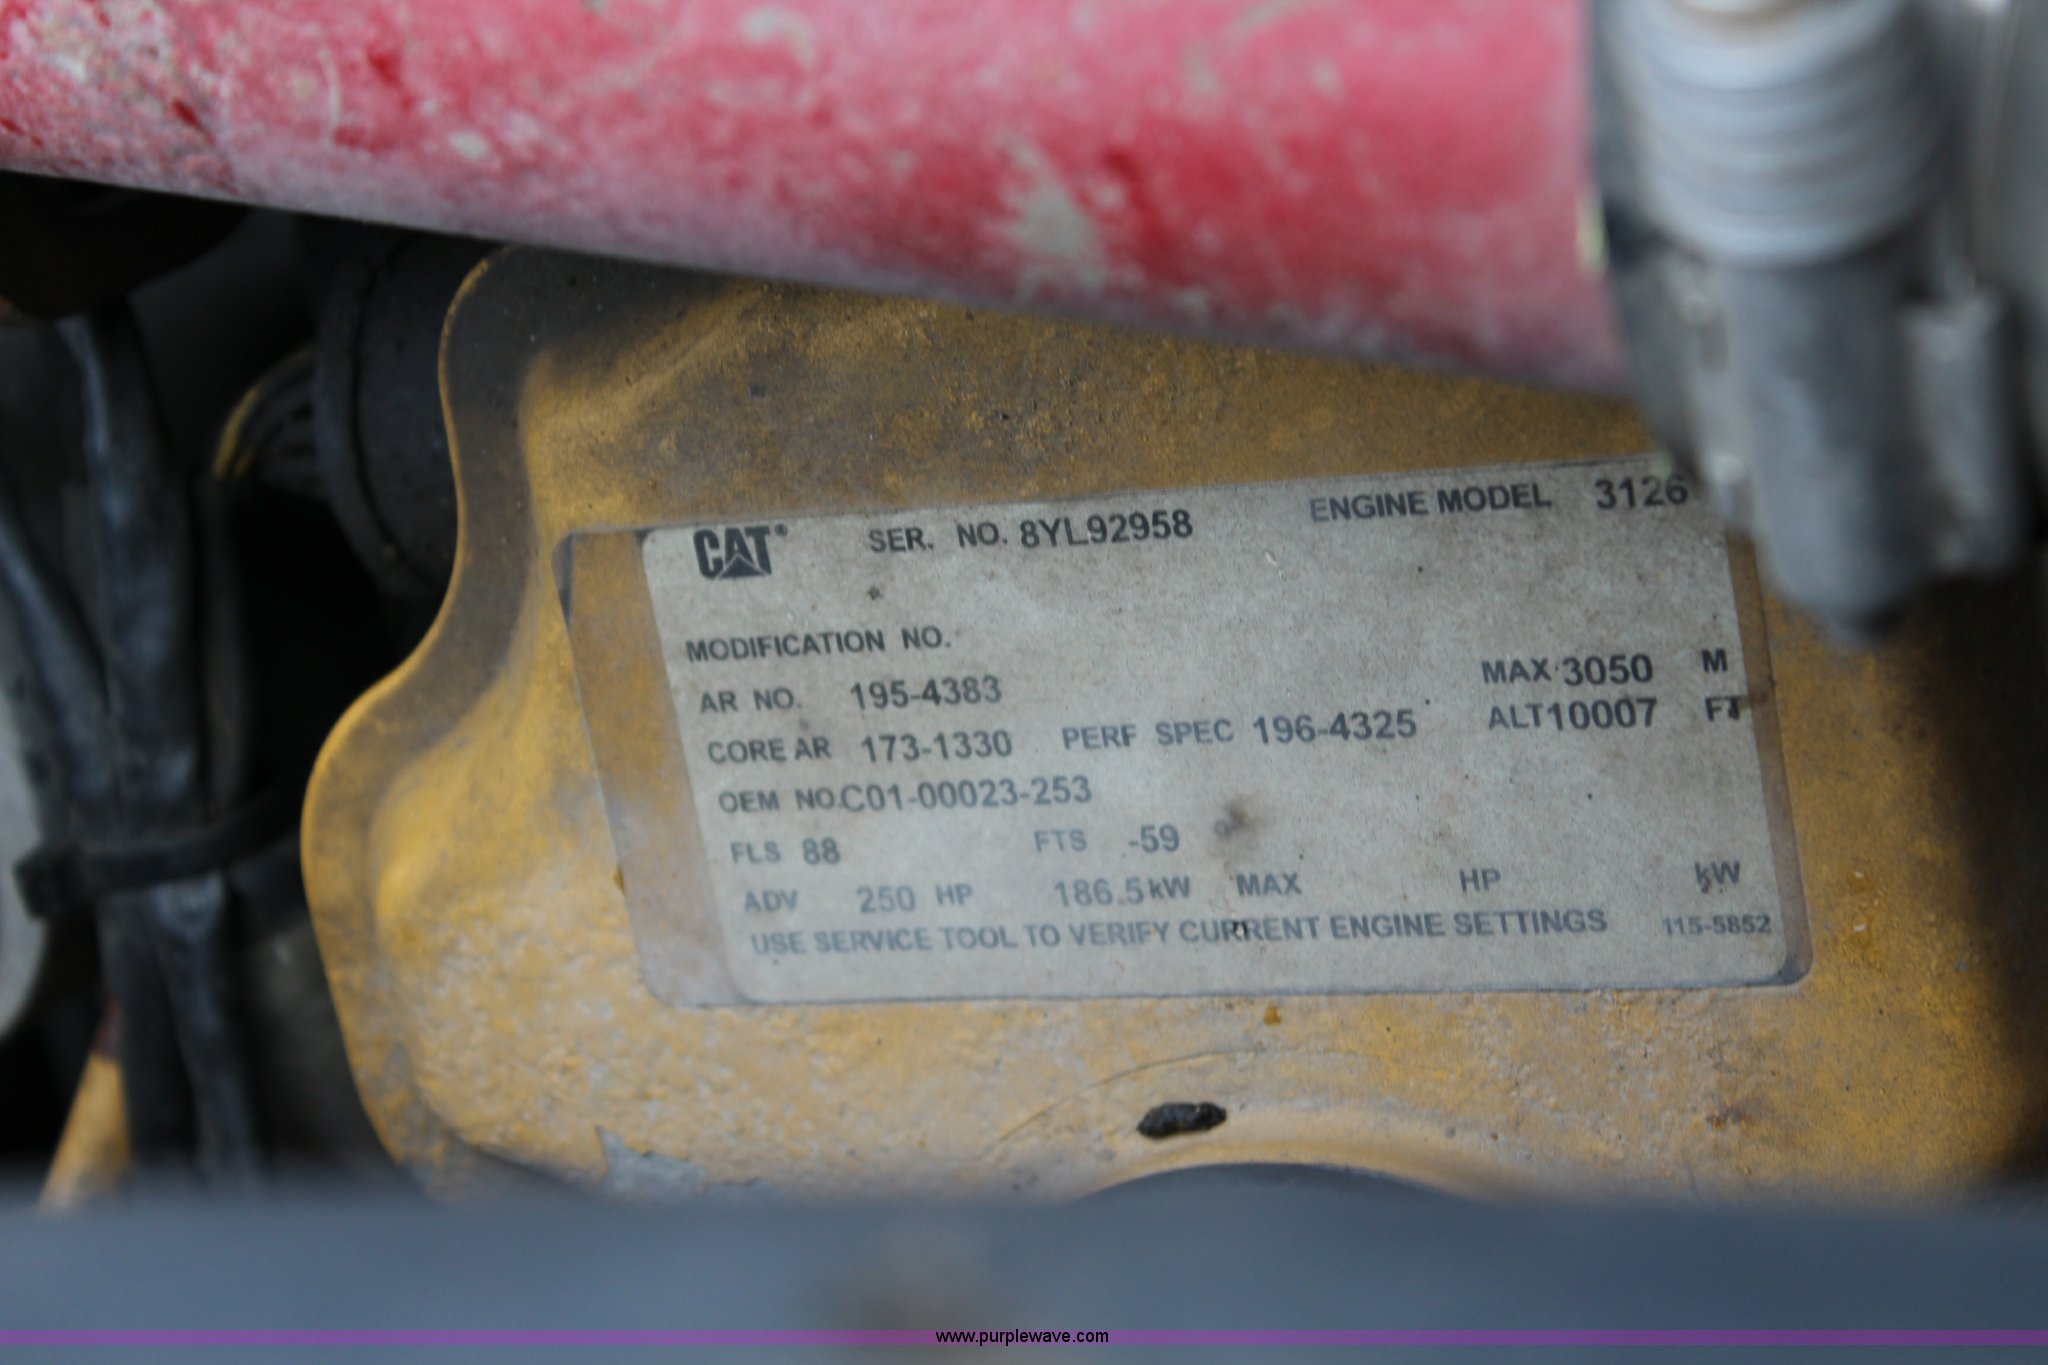 CAT® SER. NO. 8YL92958 ENGINE MODEL 3126
MODIFICATION NO.
AR NO. 195-4383 MAX 3050 M
CORE AR 173-1330 PERF SPEC 196-4325 ALT 10007 FT
OEM NO. C01-00023-253
FLS 88 FTS -59
ADV 250 HP 186.5 kW MAX HP kW
USE SERVICE TOOL TO VERIFY CURRENT ENGINE SETTINGS 115-5852
www.purplewave.com